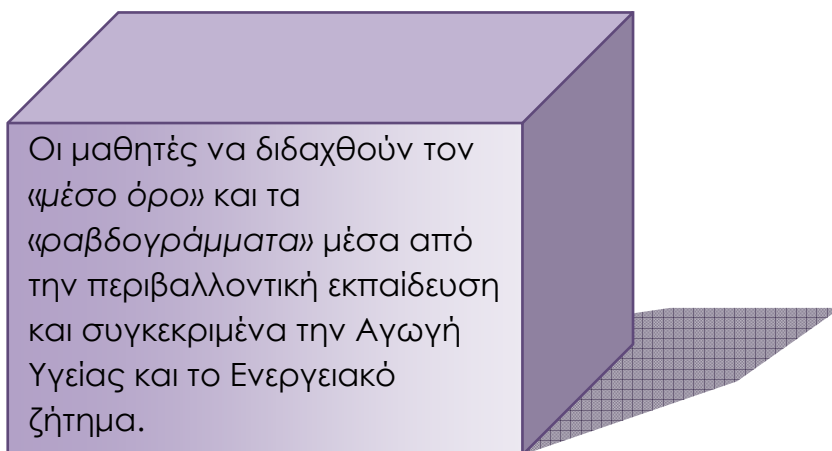 Οι μαθητές να διδαχθούν τον
«μέσο όρο» και τα
«ραβδογράμματα» μέσα από
την περιβαλλοντική εκπαίδευση
και συγκεκριμένα την Αγωγή
Υγείας και το Ενεργειακό
ζήτημα.